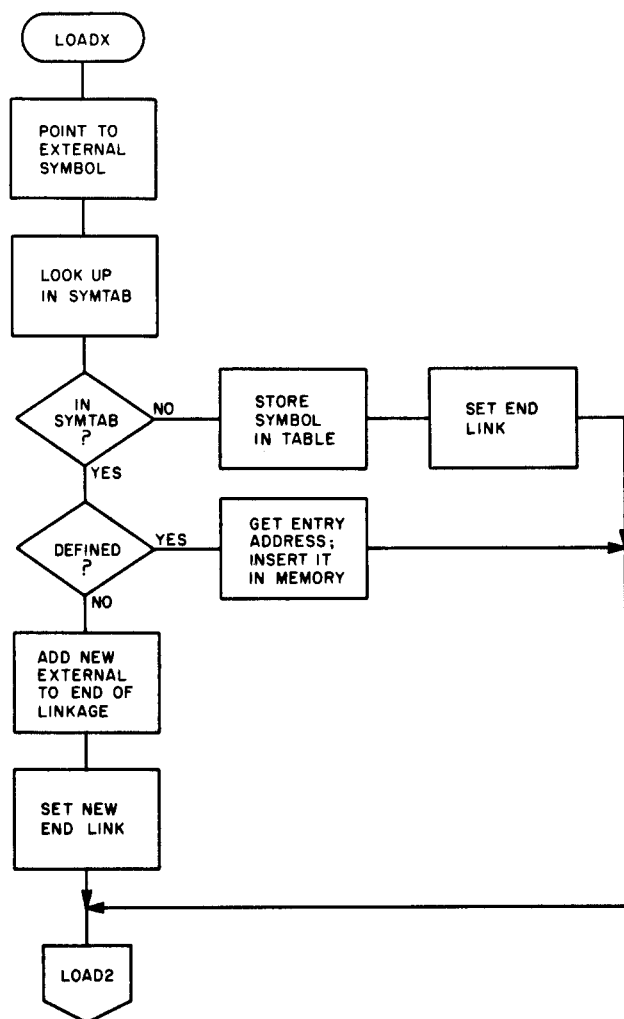 LOADX
POINT TO
EXTERNAL
SYMBOL
LOOK UP
IN SYMTAB
IN
SYMTAB
?
NO
YES
STORE
SYMBOL
IN TABLE
SET END
LINK
DEFINED
?
YES
NO
GET ENTRY
ADDRESS;
INSERT IT
IN MEMORY
ADD NEW
EXTERNAL
TO END OF
LINKAGE
SET NEW
END LINK
LOAD2